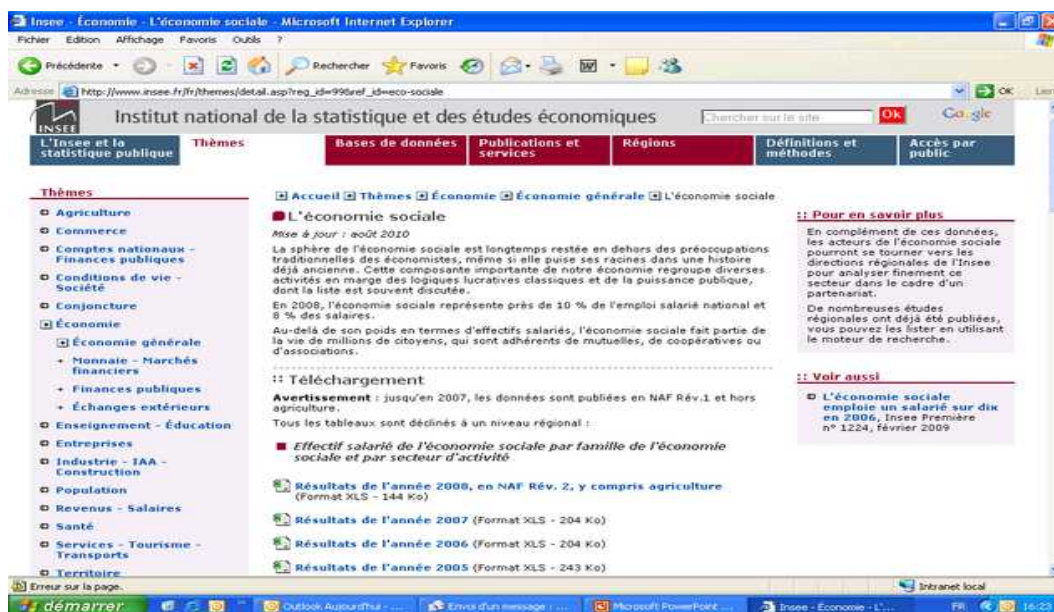 Insee - Économie - L'économie sociale - Microsoft Internet Explorer
Fichier Edition Affichage Favoris Outils ?
Précédente Rechercher Favoris
Adresse http://www.insee.fr/fr/themes/detail.asp?reg_id=99&ref_id=eco-sociale OK
INSEE
Institut national de la statistique et des études économiques
Chercher sur le site Ok Google
L'Insee et la statistique publique
Thèmes
Bases de données
Publications et services
Régions
Définitions et méthodes
Accès par public
Thèmes
Agriculture
Commerce
Comptes nationaux -
Finances publiques
Conditions de vie -
Société
Conjoncture
Économie
Économie générale
Monnaie - Marchés
financiers
Finances publiques
Échanges extérieurs
Enseignement - Éducation
Entreprises
Industrie - IAA -
Construction
Population
Revenus - Salaires
Santé
Services - Tourisme -
Transports
Territoire
Accueil Thèmes Économie Économie générale L'économie sociale
L'économie sociale
Mise à jour : août 2010
La sphère de l'économie sociale est longtemps restée en dehors des préoccupations
traditionnelles des économistes, même si elle puise ses racines dans une histoire
déjà ancienne. Cette composante importante de notre économie regroupe diverses
activités en marge des logiques lucratives classiques et de la puissance publique,
dont la liste est souvent discutée.
En 2008, l'économie sociale représente près de 10 % de l'emploi salarié national et
8 % des salaires.
Au-delà de son poids en termes d'effectifs salariés, l'économie sociale fait partie de
la vie de millions de citoyens, qui sont adhérents de mutuelles, de coopératives ou
d'associations.
:: Téléchargement
Avertissement : jusqu'en 2007, les données sont publiées en NAF Rév.1 et hors
agriculture.
Tous les tableaux sont déclinés à un niveau régional :
Effectif salarié de l'économie sociale par famille de l'économie
sociale et par secteur d'activité
Résultats de l'année 2008, en NAF Rév. 2, y compris agriculture
(Format XLS - 144 Ko)
Résultats de l'année 2007 (Format XLS - 204 Ko)
Résultats de l'année 2006 (Format XLS - 204 Ko)
Résultats de l'année 2005 (Format XLS - 243 Ko)
:: Pour en savoir plus
En complément de ces données,
les acteurs de l'économie sociale
pourront se tourner vers les
directions régionales de l'Insee
pour analyser finement ce
secteur dans le cadre d'un
partenariat.
De nombreuses études
régionales ont déjà été publiées,
vous pouvez les lister en utilisant
le moteur de recherche.
:: Voir aussi
L'économie sociale
emploie un salarié sur dix
en 2006, Insee Première
n° 1224, février 2009
Erreur sur la page. Intranet local
démarrer Outlook Aujourd'hui - ... Envoi d'un message : ... Microsoft PowerPoint ... Insee - Économie - L'... FR 16:28